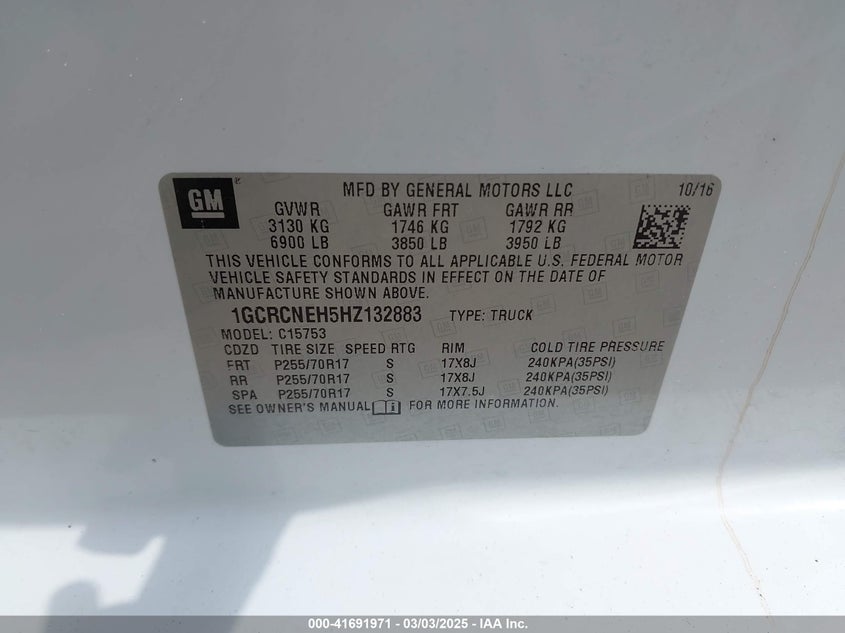 GM MFD BY GENERAL MOTORS LLC 10/16
GVWR GAWR FRT GAWR RR
3130 KG 1746 KG 1792 KG
6900 LB 3850 LB 3950 LB
THIS VEHICLE CONFORMS TO ALL APPLICABLE U.S. FEDERAL MOTOR
VEHICLE SAFETY STANDARDS IN EFFECT ON THE DATE OF
MANUFACTURE SHOWN ABOVE.
1GCRCNEH5HZ132883 TYPE: TRUCK
MODEL: C15753
CDZD TIRE SIZE SPEED RTG RIM COLD TIRE PRESSURE
FRT P255/70R17 S 17X8J 240KPA(35PSI)
RR P255/70R17 S 17X8J 240KPA(35PSI)
SPA P255/70R17 S 17X7.5J 240KPA(35PSI)
SEE OWNER'S MANUAL FOR MORE INFORMATION.
000-41691971 - 03/03/2025 - IAA Inc.